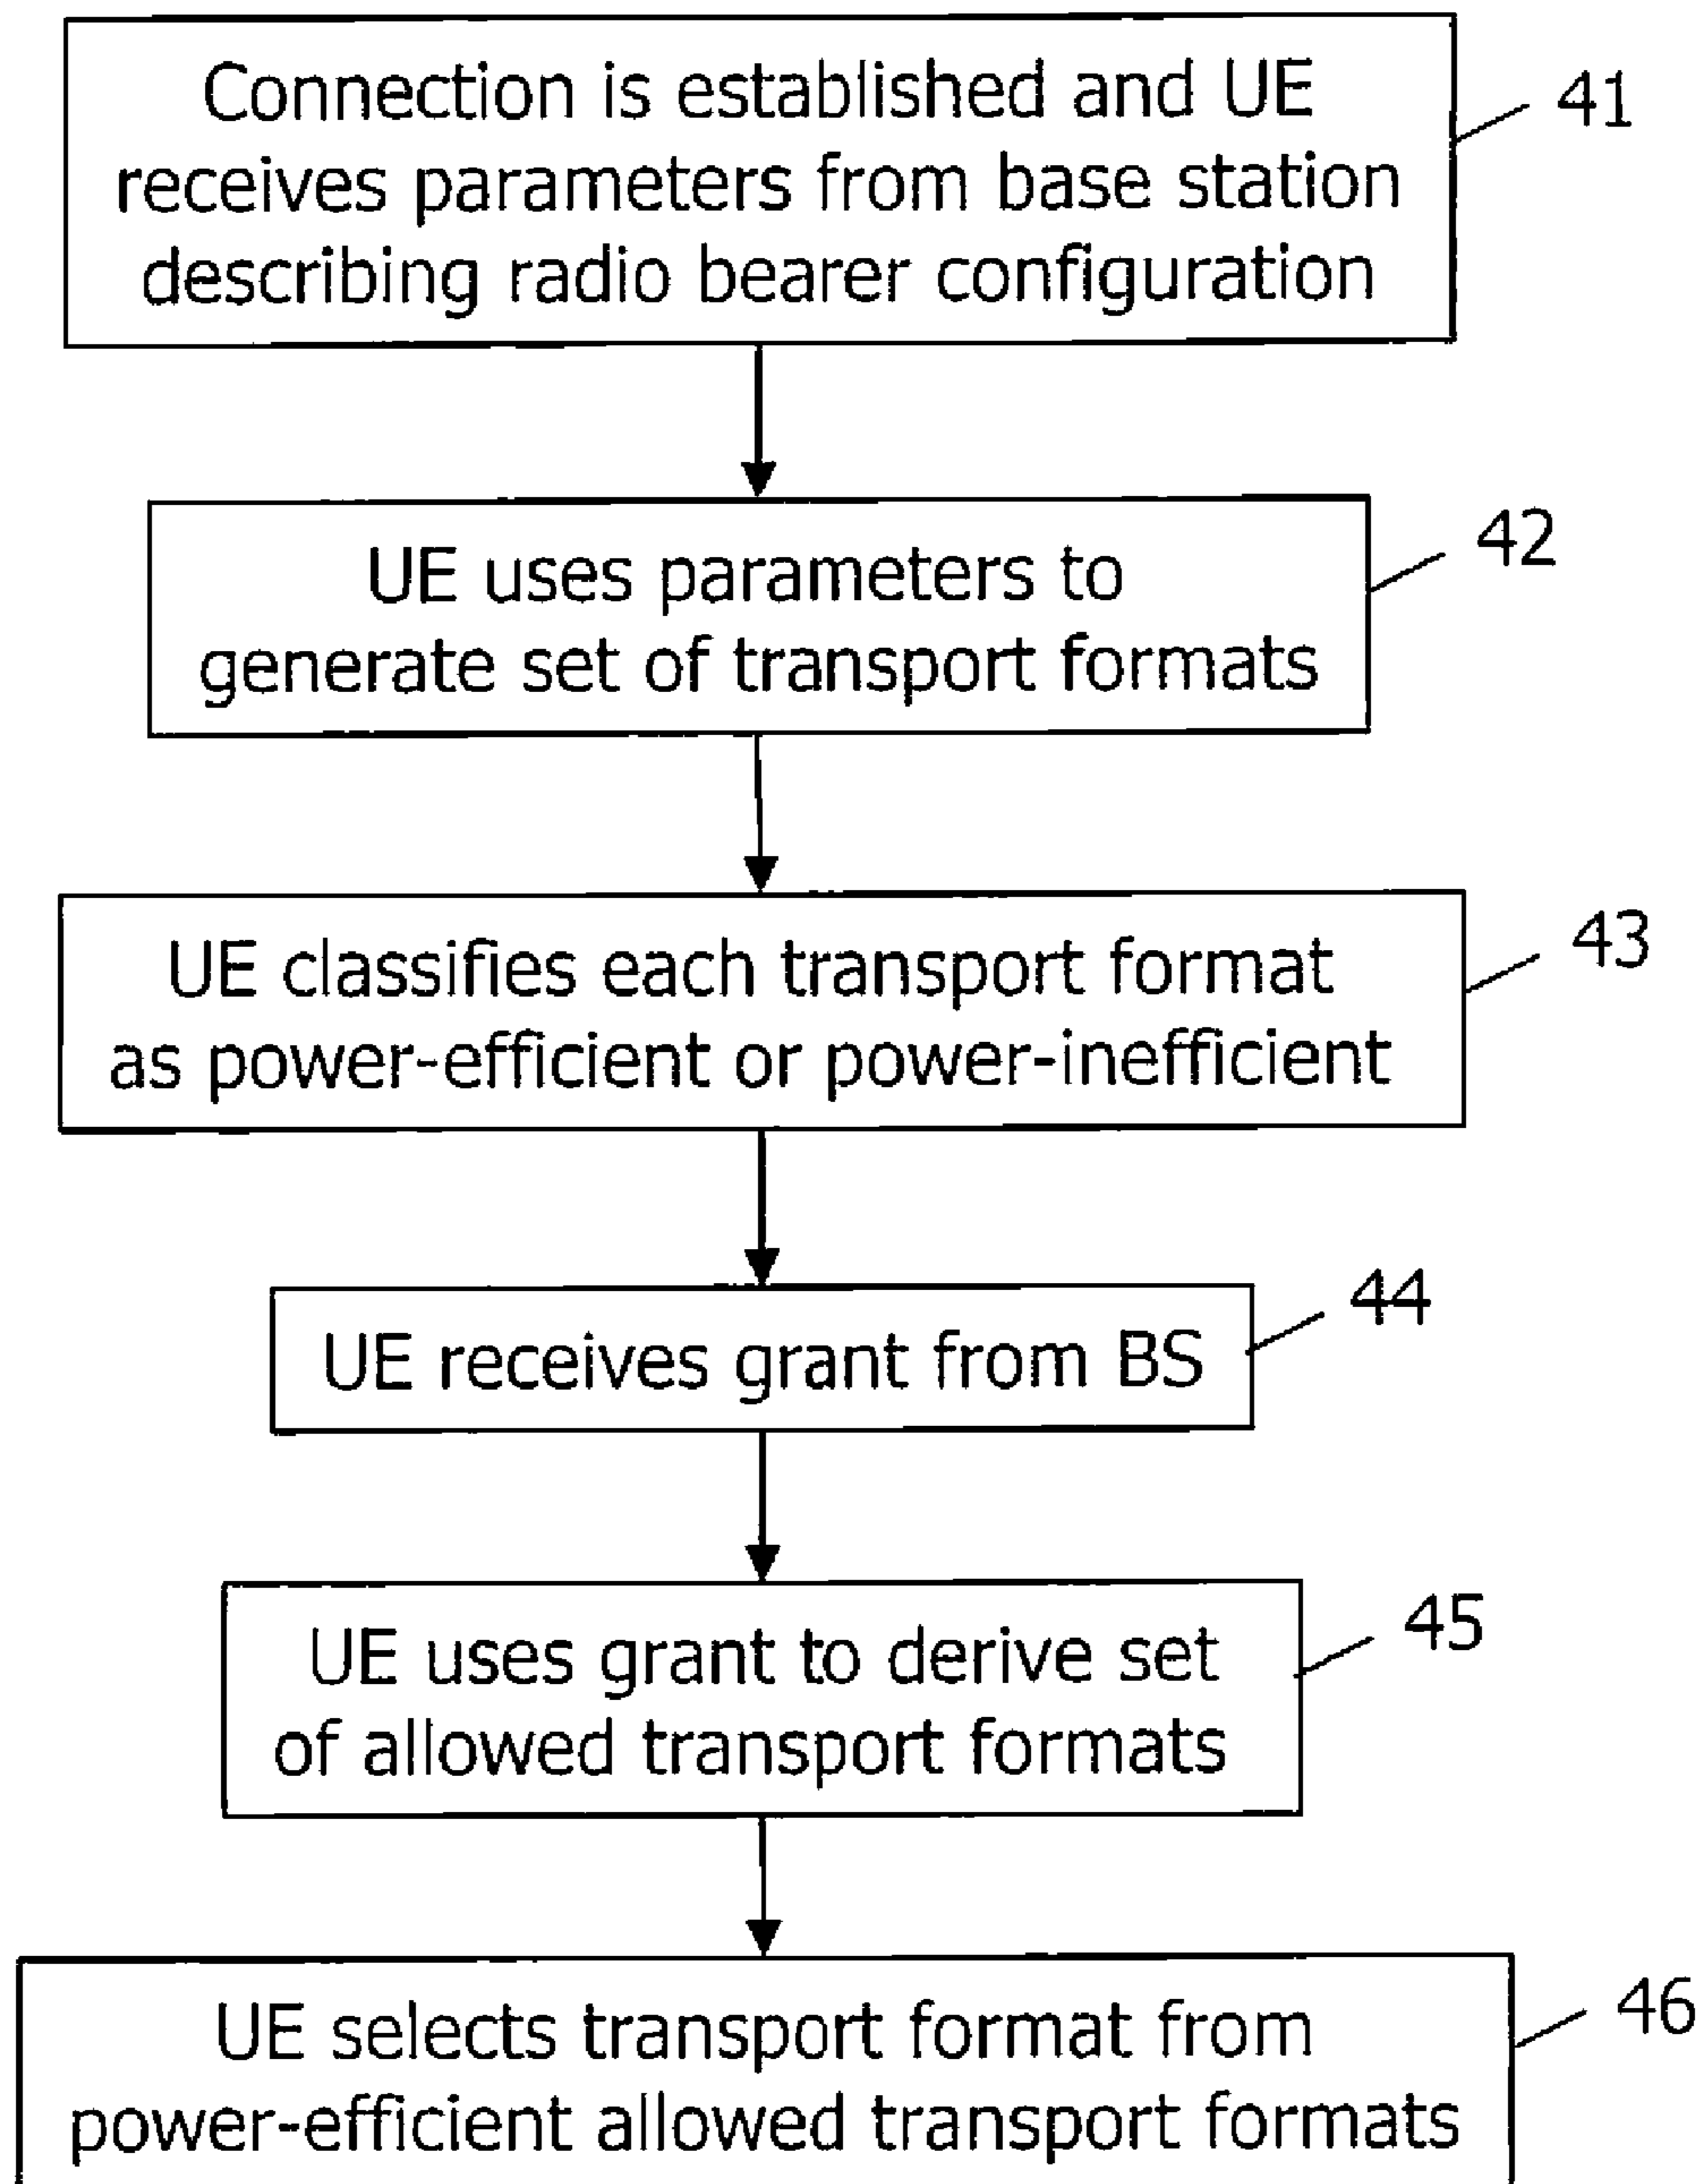 Connection is established and UE
receives parameters from base station
describing radio bearer configuration
41
UE uses parameters to
generate set of transport formats
42
UE classifies each transport format
as power-efficient or power-inefficient
43
UE receives grant from BS
44
UE uses grant to derive set
of allowed transport formats
45
UE selects transport format from
power-efficient allowed transport formats
46